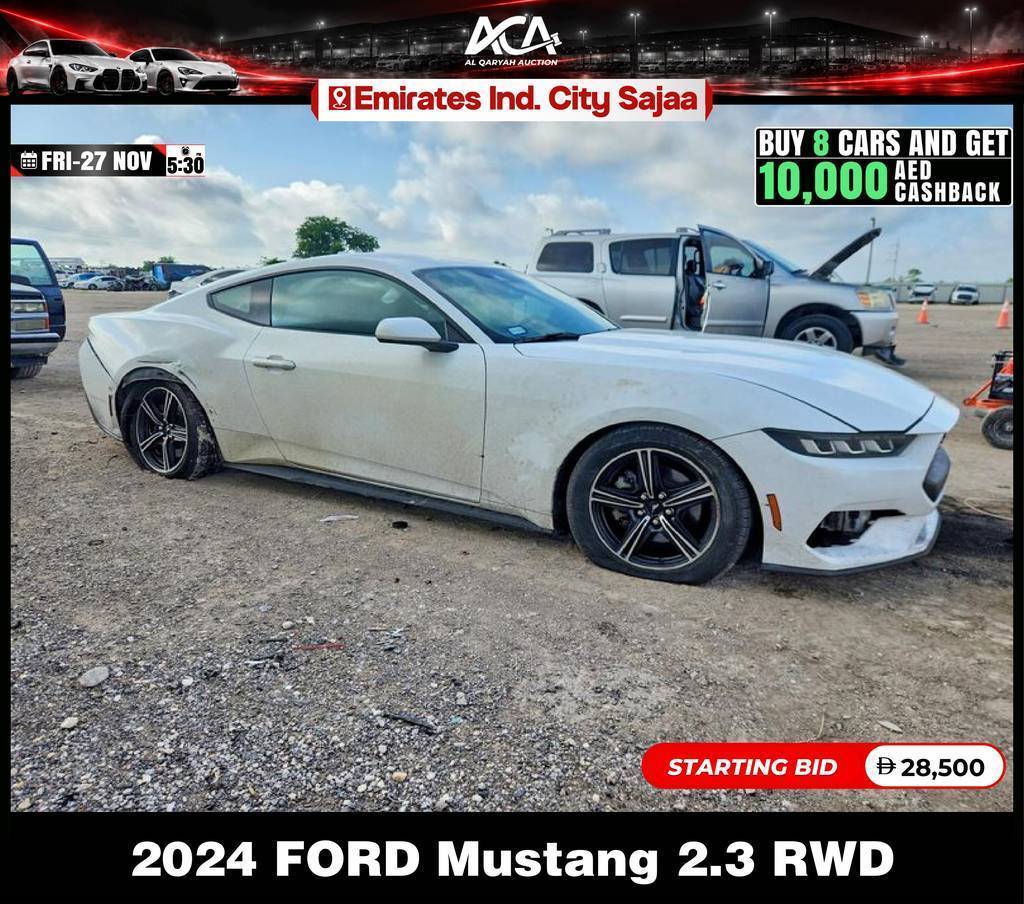 ACA
AL QARYAH AUCTION
Emirates Ind. City Sajaa
FRI-27 NOV 5:30
BUY 8 CARS AND GET
10,000 AED CASHBACK
STARTING BID 28,500
2024 FORD Mustang 2.3 RWD